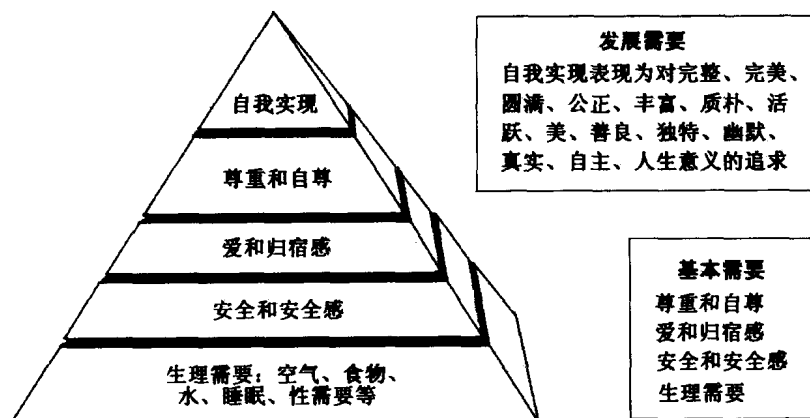 自我实现
尊重和自尊
爱和归宿感
安全和安全感
生理需要：空气、食物、
水、睡眠、性需要等
发展需要
自我实现表现为对完整、完美、
圆满、公正、丰富、质朴、活
跃、美、善良、独特、幽默、
真实、自主、人生意义的追求
基本需要
尊重和自尊
爱和归宿感
安全和安全感
生理需要